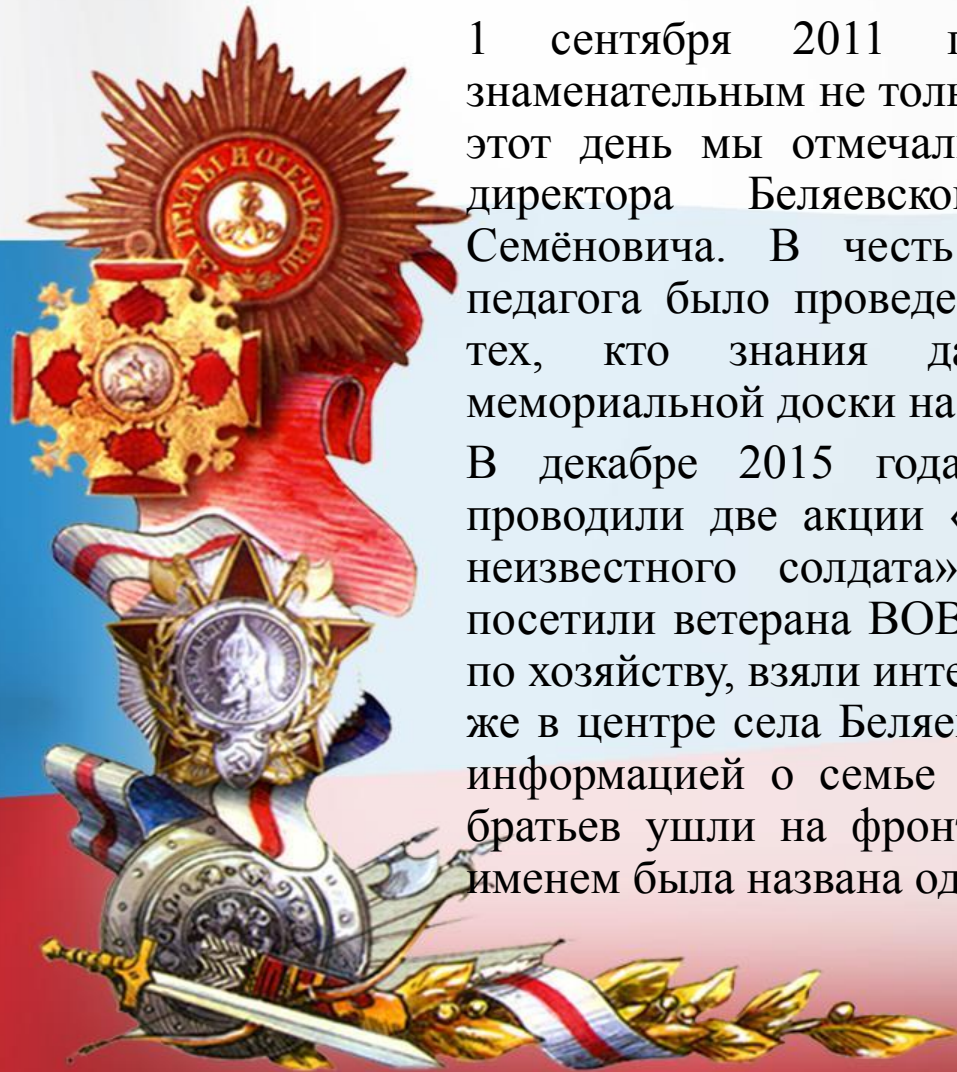 1 сентября 2011 г
знаменательным не толь
этот день мы отмечал
директора Беляевско
Семёновича. В честь
педагога было проведе
тех, кто знания да
мемориальной доски на
В декабре 2015 года
проводили две акции «
неизвестного солдата»
посетили ветерана ВОВ
по хозяйству, взяли инте
же в центре села Беляе
информацией о семье
братьев ушли на фронт
именем была названа од
ЗА ТРУДЫ И ОТЕЧЕСТВО